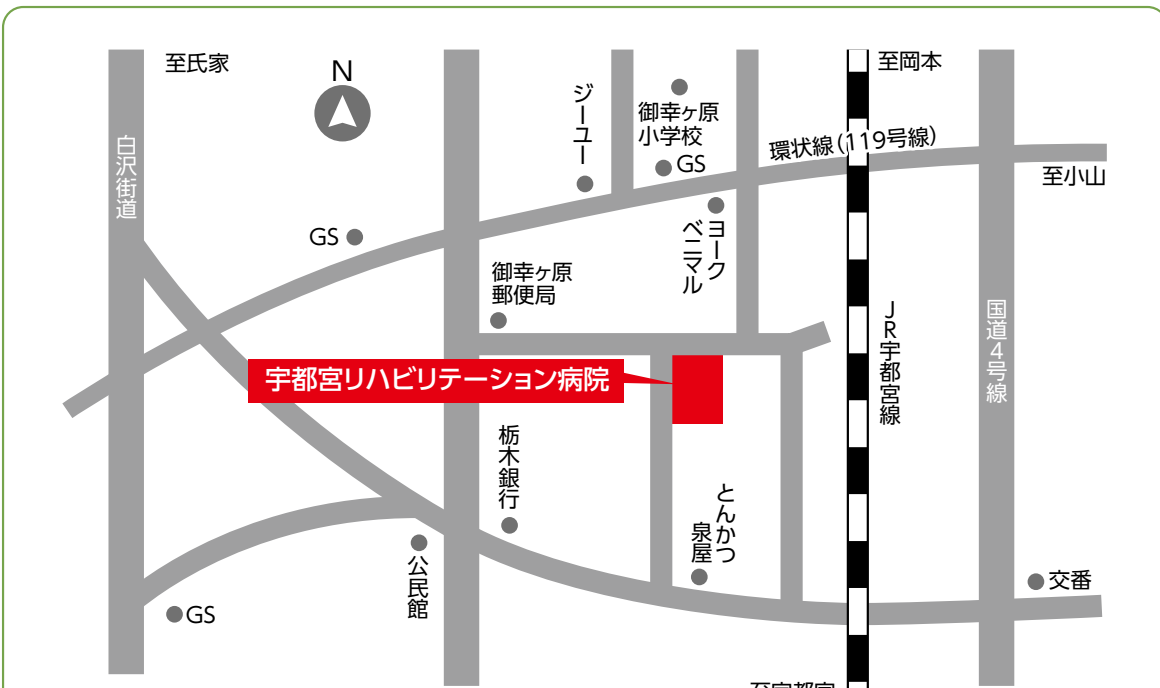 至氏家
N
至岡本
ジーユー
御幸ヶ原
小学校
GS
環状線(119号線)
至小山
白沢街道
GS
ヨーク
ベニマル
御幸ヶ原
郵便局
JR宇都宮線
国道4号線
宇都宮リハビリテーション病院
栃木銀行
とんかつ
泉屋
公民館
交番
GS
至宇都宮